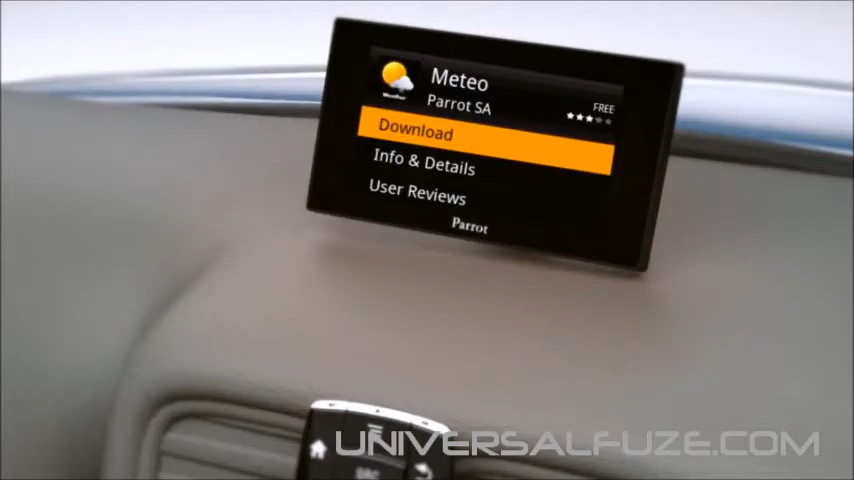 Meteo
Parrot SA
FREE
Download
Info & Details
User Reviews
Parrot
UNIVERSALFUZE.COM